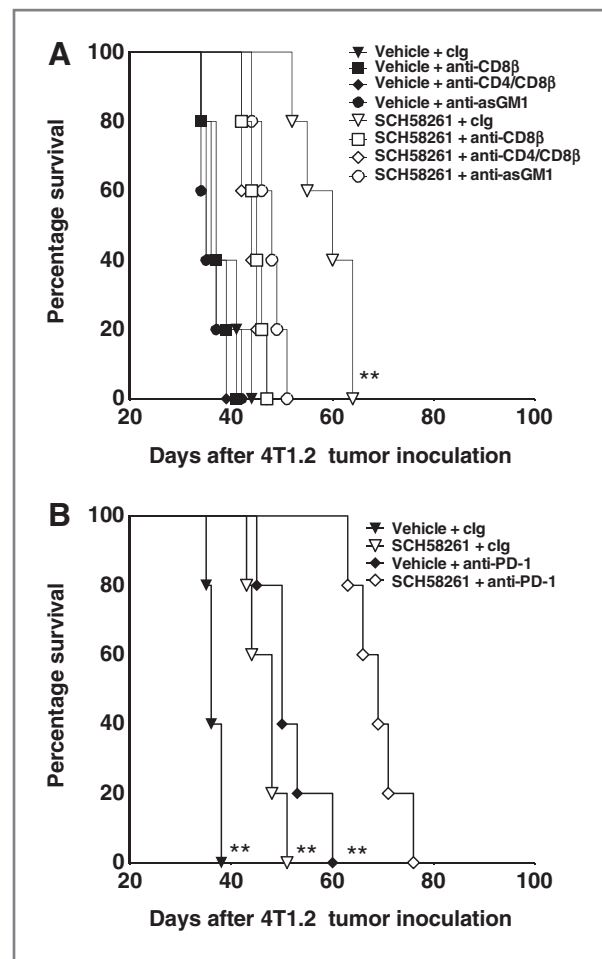 A
Percentage survival
100
80
60
40
20
0
Vehicle + cIg
Vehicle + anti-CD8β
Vehicle + anti-CD4/CD8β
Vehicle + anti-asGM1
SCH58261 + cIg
SCH58261 + anti-CD8β
SCH58261 + anti-CD4/CD8β
SCH58261 + anti-asGM1
**
20 40 60 80 100
Days after 4T1.2 tumor inoculation
B
Percentage survival
100
80
60
40
20
0
Vehicle + cIg
SCH58261 + cIg
Vehicle + anti-PD-1
SCH58261 + anti-PD-1
** ** **
20 40 60 80 100
Days after 4T1.2 tumor inoculation